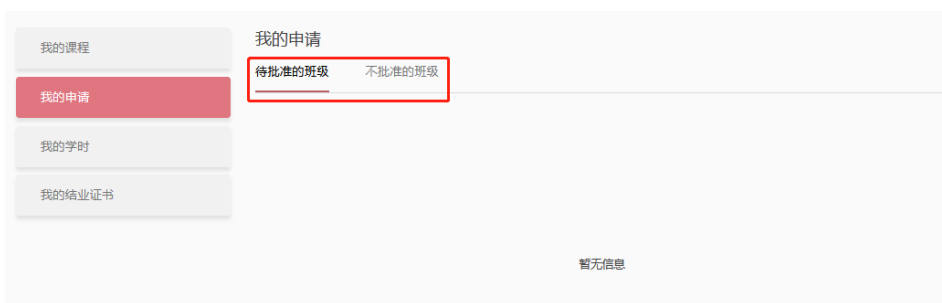 我的课程
我的申请
我的学时
我的结业证书
我的申请
待批准的班级 不批准的班级
暂无信息